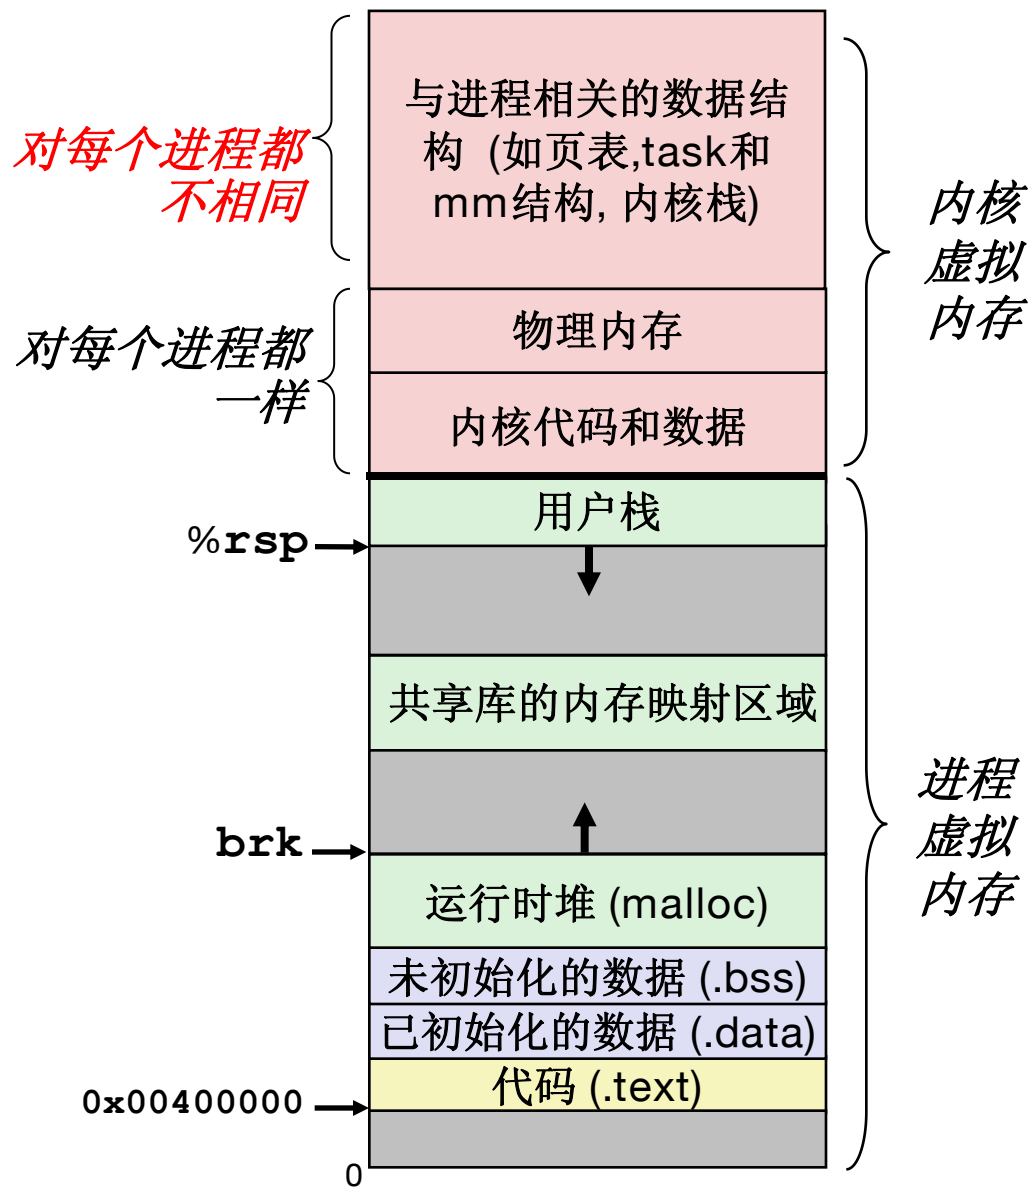 与进程相关的数据结
构 (如页表,task和
mm结构, 内核栈)
对每个进程都
不相同
内核
虚拟
内存
物理内存
对每个进程都
一样
内核代码和数据
用户栈
%rsp
共享库的内存映射区域
进程
虚拟
内存
brk
运行时堆 (malloc)
未初始化的数据 (.bss)
已初始化的数据 (.data)
代码 (.text)
0x00400000
0